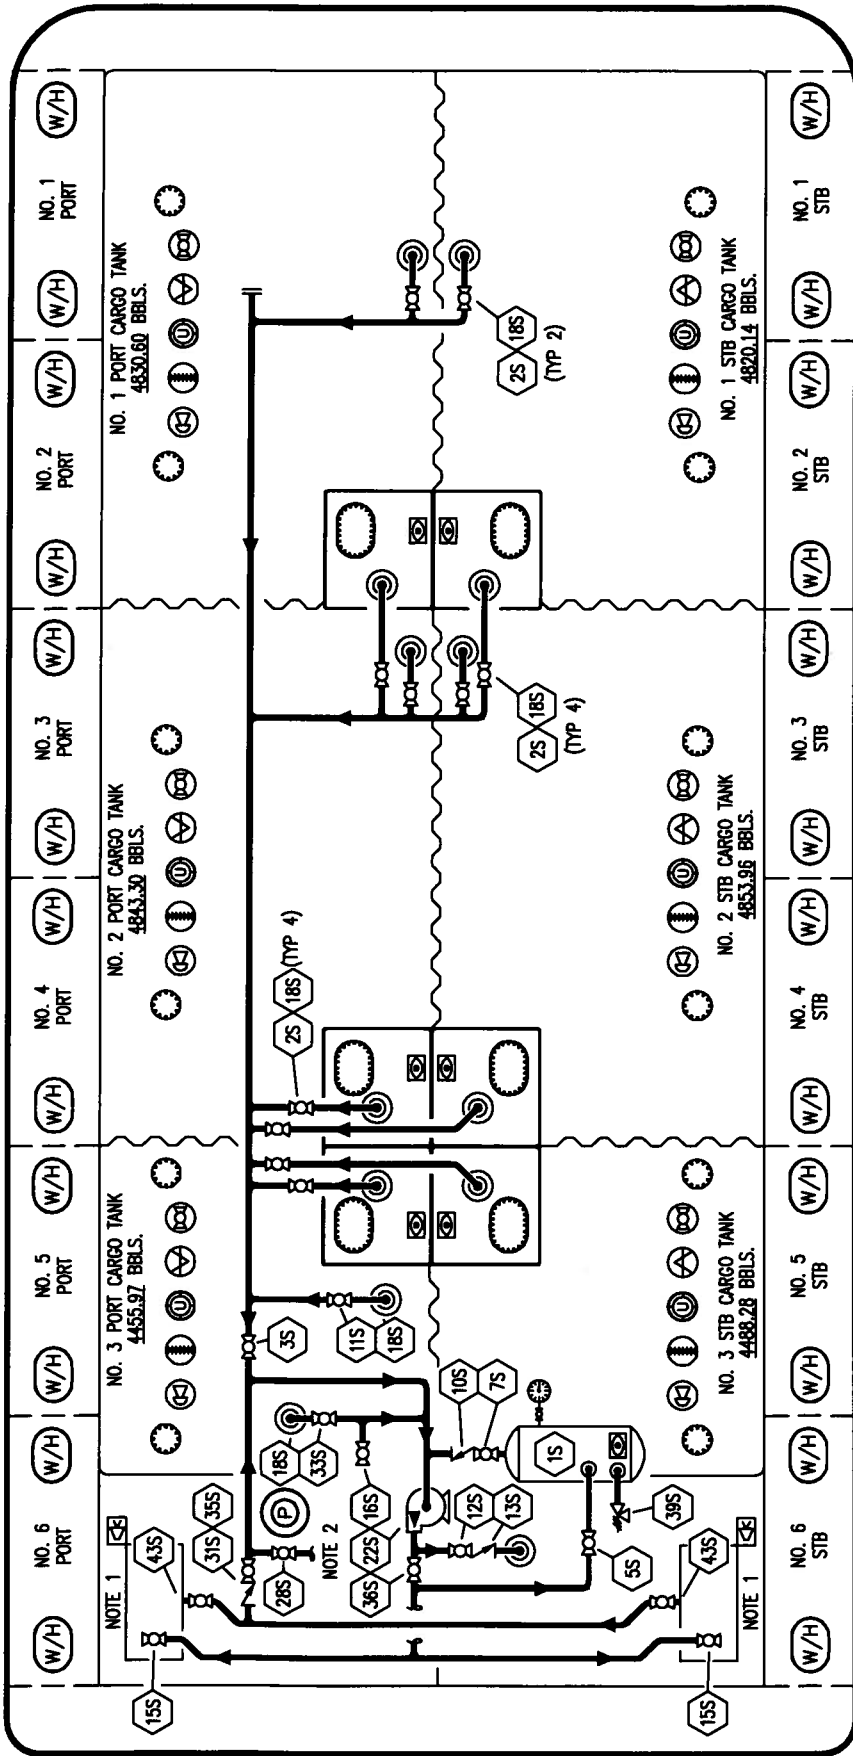 W/H
NO. 6
PORT
W/H
W/H
NO. 5
PORT
W/H
W/H
NO. 4
PORT
W/H
W/H
NO. 3
PORT
W/H
W/H
NO. 2
PORT
W/H
W/H
NO. 1
PORT
W/H
15S
NOTE 1
43S
31S
35S
28S
P
NOTE 2
NO. 3 PORT CARGO TANK
4455.97 BBLS.
U
NO. 2 PORT CARGO TANK
4843.30 BBLS.
U
NO. 1 PORT CARGO TANK
4830.60 BBLS.
U
3S
11S
18S
2S
18S
(TYP 4)
18S
33S
36S
22S
16S
12S
13S
10S
7S
1S
39S
5S
43S
15S
NOTE 1
2S
18S
(TYP 4)
2S
18S
(TYP 2)
U
NO. 3 STB CARGO TANK
4488.28 BBLS.
U
NO. 2 STB CARGO TANK
4853.96 BBLS.
U
NO. 1 STB CARGO TANK
4820.14 BBLS.
W/H
NO. 6
STB
W/H
W/H
NO. 5
STB
W/H
W/H
NO. 4
STB
W/H
W/H
NO. 3
STB
W/H
W/H
NO. 2
STB
W/H
W/H
NO. 1
STB
W/H